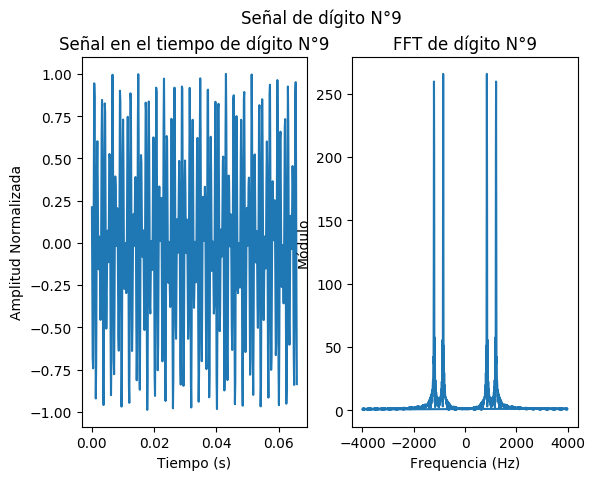 Señal de dígito N°9
Señal en el tiempo de dígito N°9
Amplitud Normalizada
1.00
0.75
0.50
0.25
0.00
−0.25
−0.50
−0.75
−1.00
0.00 0.02 0.04 0.06
Tiempo (s)
FFT de dígito N°9
Módulo
250
200
150
100
50
0
−4000 −2000 0 2000 4000
Frequencia (Hz)